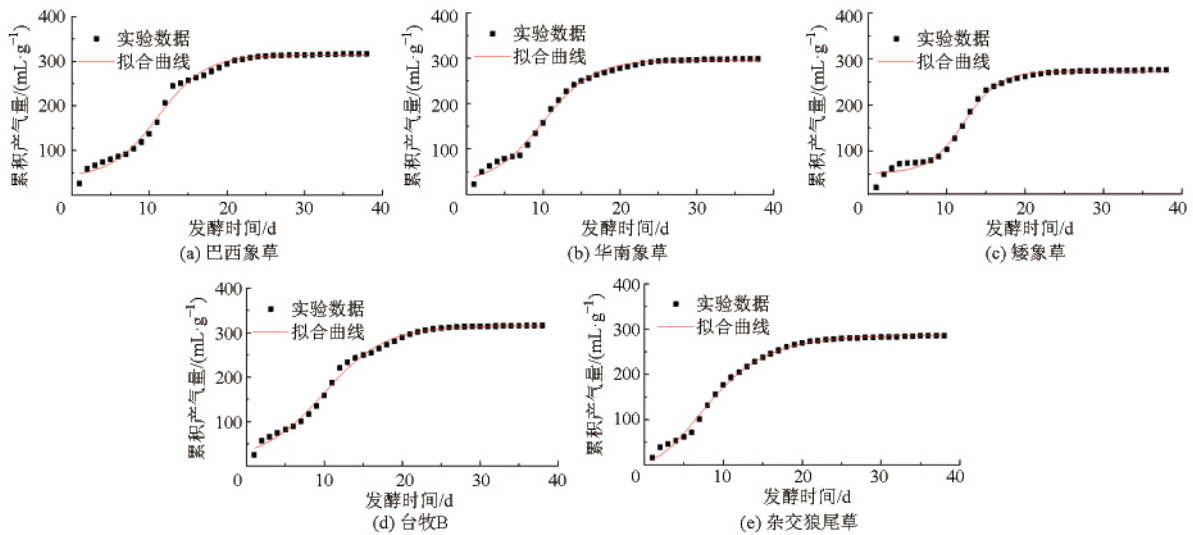 400
300
200
100
0
10
20
30
40
累积产气量/(mL·g⁻¹)
实验数据
拟合曲线
发酵时间/d
(a) 巴西象草
400
300
200
100
0
10
20
30
40
累积产气量/(mL·g⁻¹)
实验数据
拟合曲线
发酵时间/d
(b) 华南象草
400
300
200
100
0
10
20
30
40
累积产气量/(mL·g⁻¹)
实验数据
拟合曲线
发酵时间/d
(c) 矮象草
400
300
200
100
0
10
20
30
40
累积产气量/(mL·g⁻¹)
实验数据
拟合曲线
发酵时间/d
(d) 台牧B
400
300
200
100
0
10
20
30
40
累积产气量/(mL·g⁻¹)
实验数据
拟合曲线
发酵时间/d
(e) 杂交狼尾草